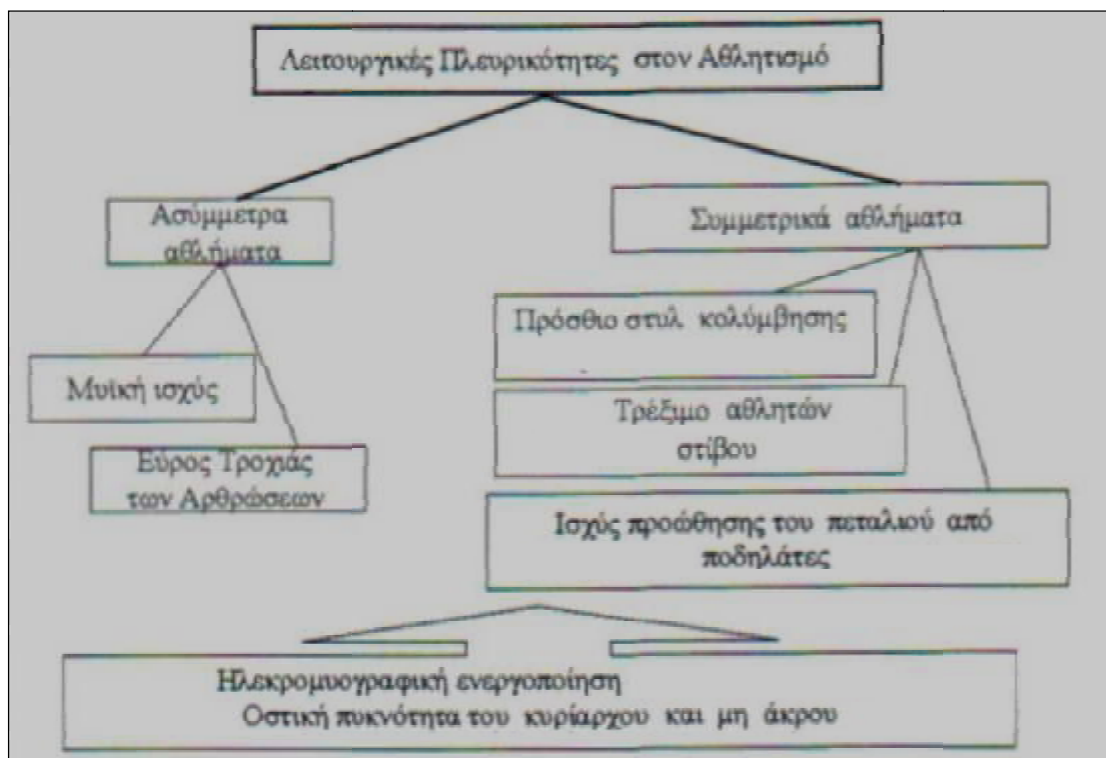 Λειτουργικές Πλευρικότητες στον Αθλητισμό
Ασύμμετρα
αθλήματα
Συμμετρικά αθλήματα
Πρόσθιο στυλ κολύμβησης
Μυϊκή ισχύς
Τρέξιμο αθλητών
στίβου
Εύρος Τροχιάς
των Αρθρώσεων
Ισχύς προώθησης του πεταλιού από
ποδηλάτες
Ηλεκρομυογραφική ενεργοποίηση
Οστική πυκνότητα του κυρίαρχου και μη άκρου